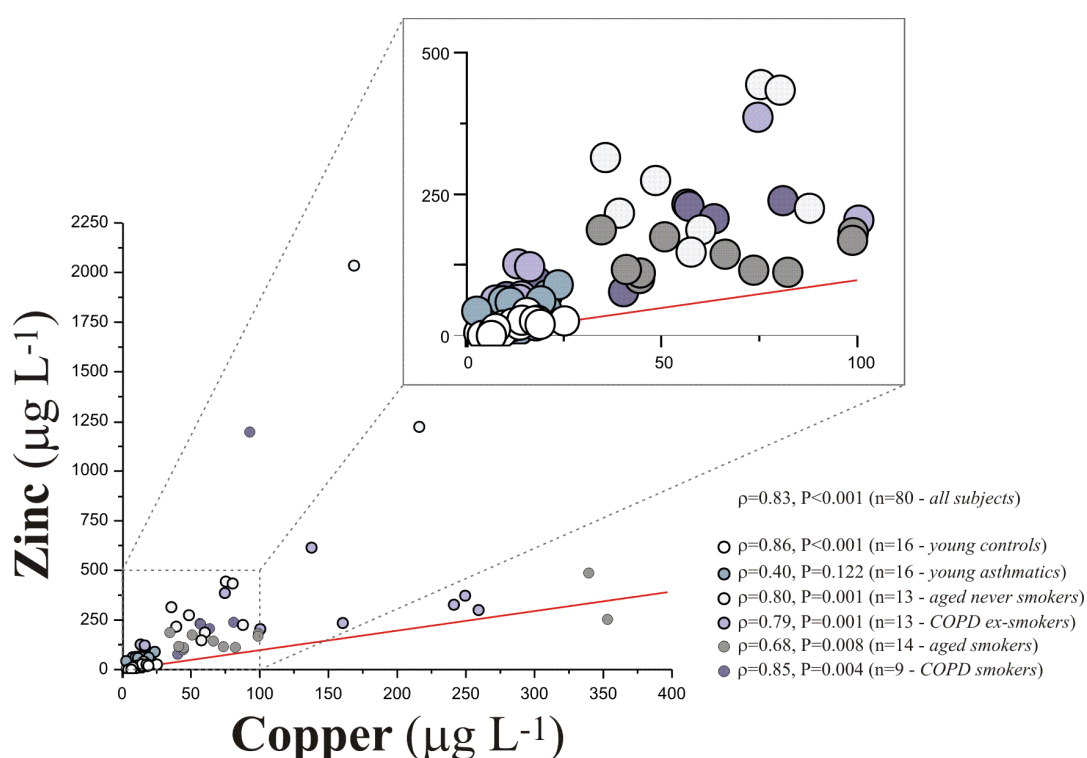 500
250
0
0
50
100
2250
2000
1750
1500
1250
1000
750
500
250
0
0
50
100
150
200
250
300
350
400
Zinc (µg L-1)
Copper (µg L-1)
ρ=0.83, P<0.001 (n=80 - all subjects)
ρ=0.86, P<0.001 (n=16 - young controls)
ρ=0.40, P=0.122 (n=16 - young asthmatics)
ρ=0.80, P=0.001 (n=13 - aged never smokers)
ρ=0.79, P=0.001 (n=13 - COPD ex-smokers)
ρ=0.68, P=0.008 (n=14 - aged smokers)
ρ=0.85, P=0.004 (n=9 - COPD smokers)